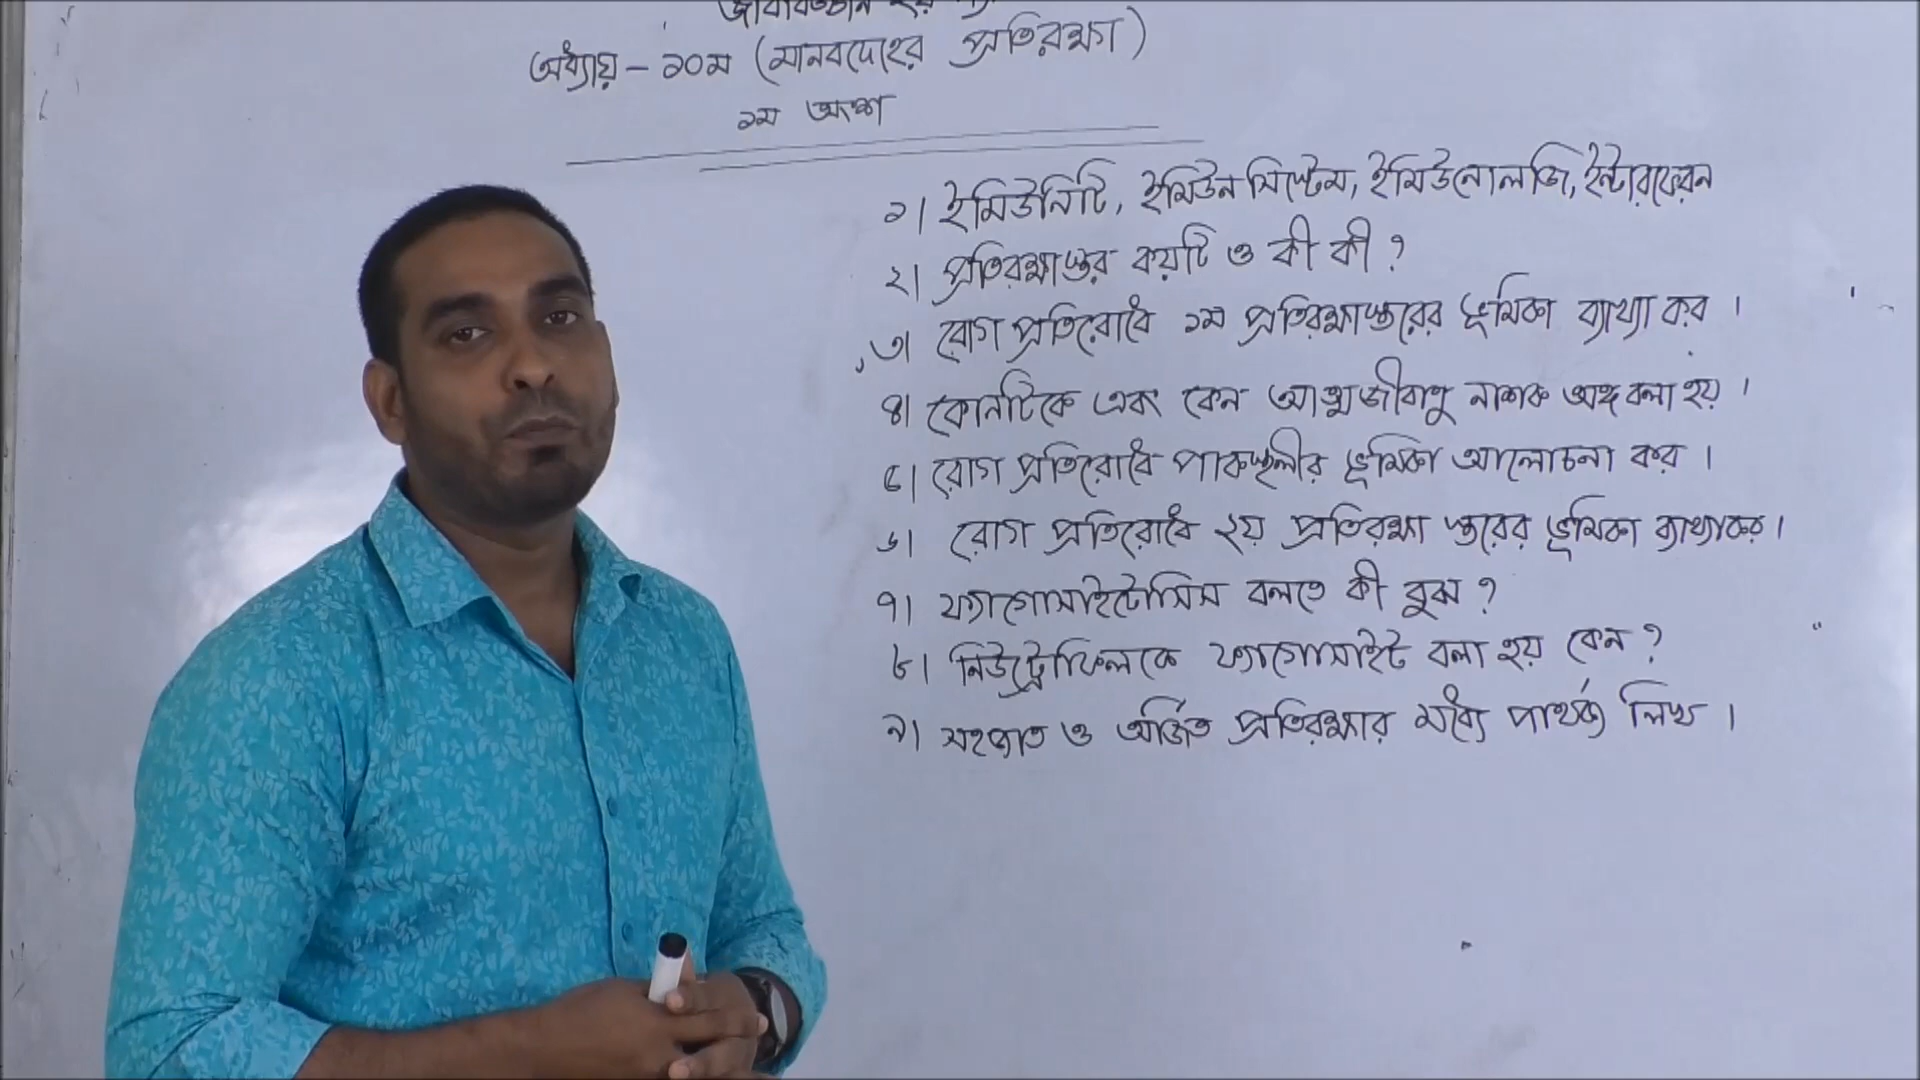 জীববিজ্ঞান ২য়
অধ্যায় – ১০ম (মানবদেহের প্রতিরক্ষা)
১ম অংশ
১। ইমিউনিটি, ইমিউন সিস্টেম, ইমিউনোলজি, ইন্টারফেরন
২। প্রতিরক্ষাস্তর কয়টি ও কী কী ?
৩। রোগ প্রতিরোধে ১ম প্রতিরক্ষাস্তরের ভূমিকা ব্যাখ্যা কর ।
৪। কোনটিকে এবং কেন আত্মজীবাণু নাশক অঙ্গ বলা হয় ।
৫। রোগ প্রতিরোধে পাকস্থলীর ভূমিকা আলোচনা কর ।
৬। রোগ প্রতিরোধে ২য় প্রতিরক্ষা স্তরের ভূমিকা ব্যাখ্যাকর ।
৭। ফ্যাগোসাইটোসিস বলতে কী বুঝ ?
৮। নিউট্রোফিলকে ফ্যাগোসাইট বলা হয় কেন ?
৯। সহজাত ও অর্জিত প্রতিরক্ষার মধ্যে পার্থক্য লিখ ।